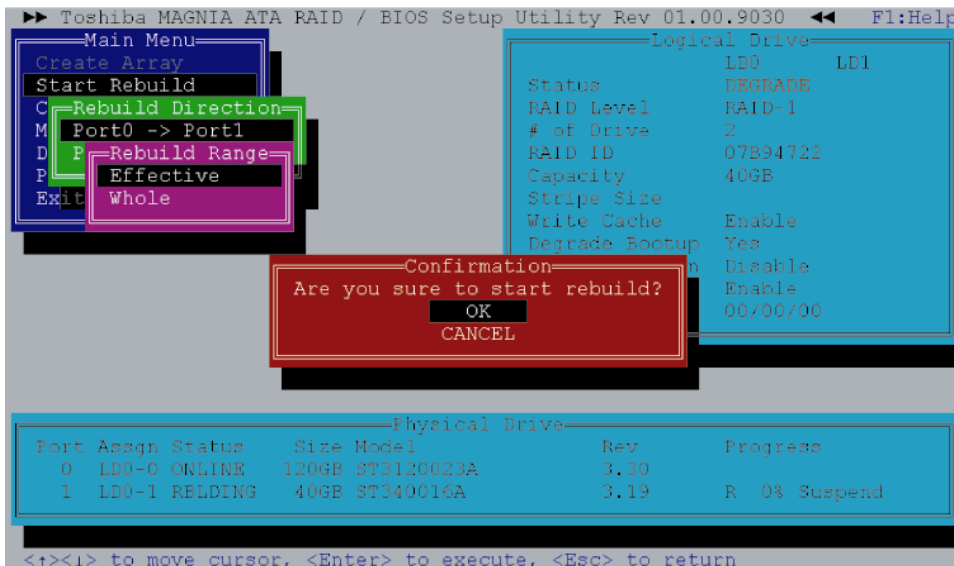 ►► Toshiba MAGNIA ATA RAID / BIOS Setup Utility Rev 01.00.9030 ◄◄ F1:Help
Main Menu
Create Array
Start Rebuild
C
Rebuild Direction
M Port0 -> Port1
D P
Rebuild Range
P Effective
Exit Whole
Logical Drive
LD0 LD1
Status DEGRADE
RAID Level RAID-1
# of Drive 2
RAID ID 07B94722
Capacity 40GB
Stripe Size
Write Cache Enable
Degrade Bootup Yes
n Disable
Enable
00/00/00
Confirmation
Are you sure to start rebuild?
OK
CANCEL
Physical Drive
Port Assgn Status Size Model Rev Progress
0 LD0-0 ONLINE 120GB ST3120023A 3.30
1 LD0-1 RBLDING 40GB ST340016A 3.19 R 0% Suspend
<↑><↓> to move cursor, <Enter> to execute, <Esc> to return